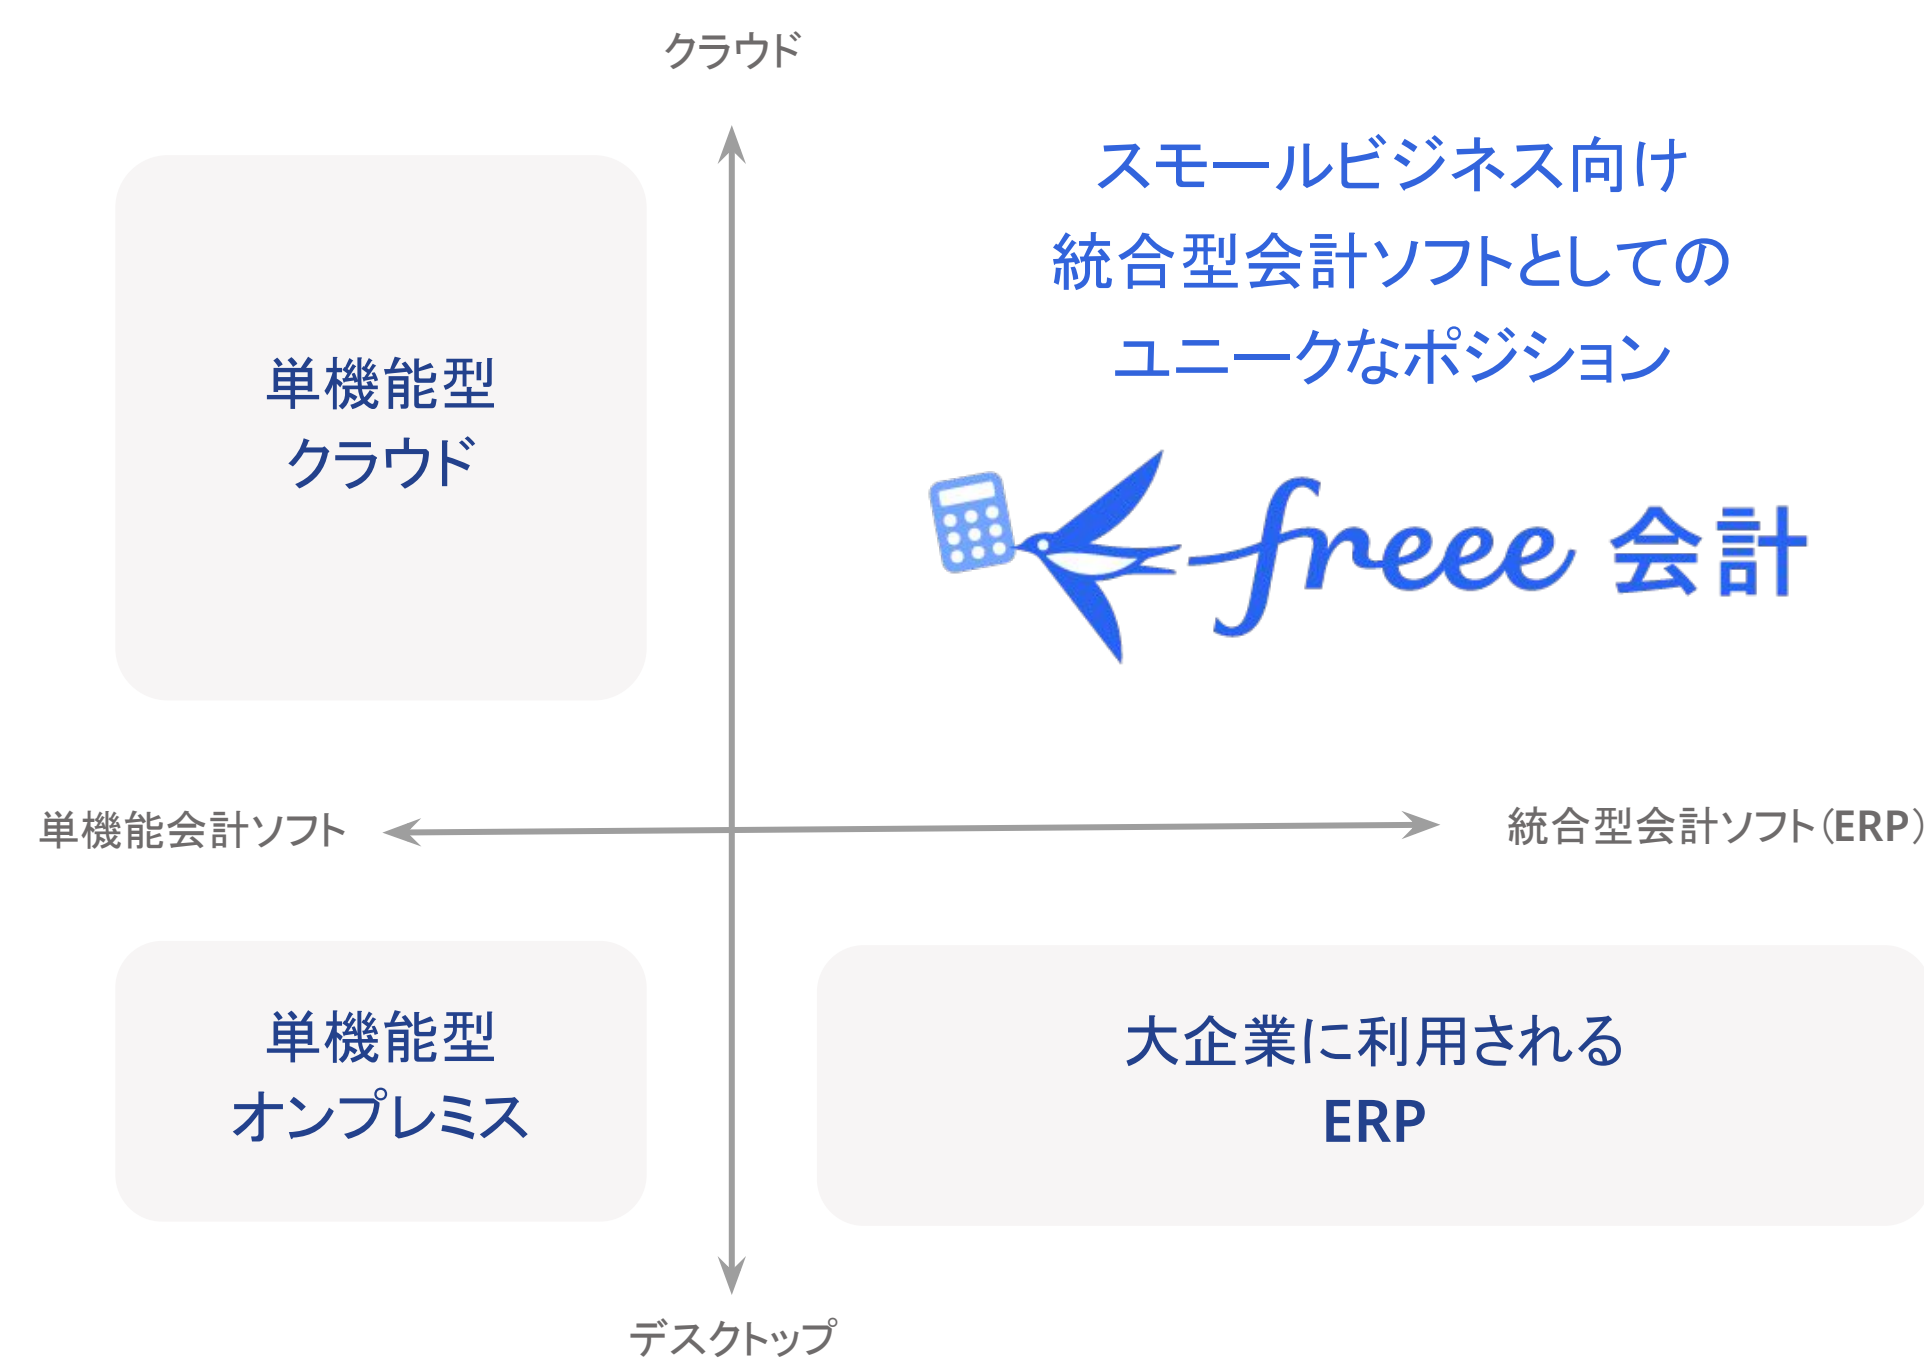 クラウド
スモールビジネス向け
統合型会計ソフトとしての
ユニークなポジション
単機能型
クラウド
freee 会計
単機能会計ソフト
統合型会計ソフト（ERP）
単機能型
オンプレミス
大企業に利用される
ERP
デスクトップ